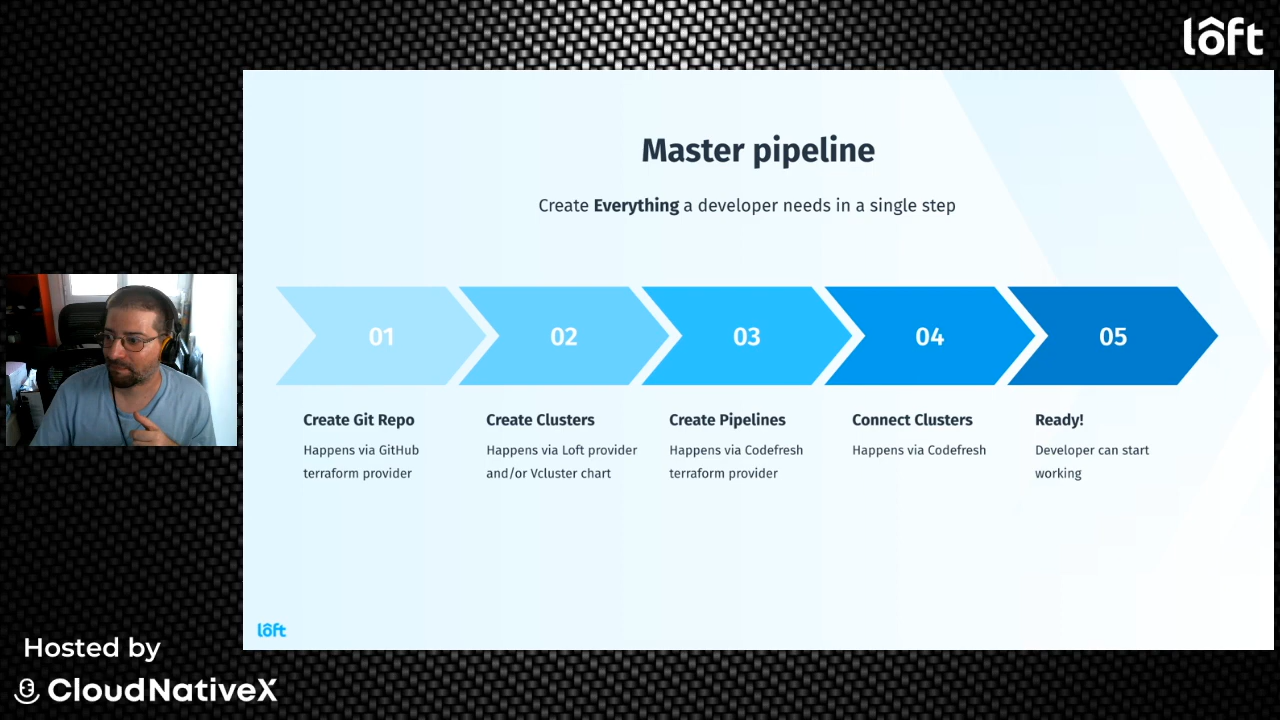 lôft
Master pipeline
Create Everything a developer needs in a single step
01
02
03
04
05
Create Git Repo
Happens via GitHub
terraform provider
Create Clusters
Happens via Loft provider
and/or Vcluster chart
Create Pipelines
Happens via Codefresh
terraform provider
Connect Clusters
Happens via Codefresh
Ready!
Developer can start
working
lôft
Hosted by
CloudNativeX